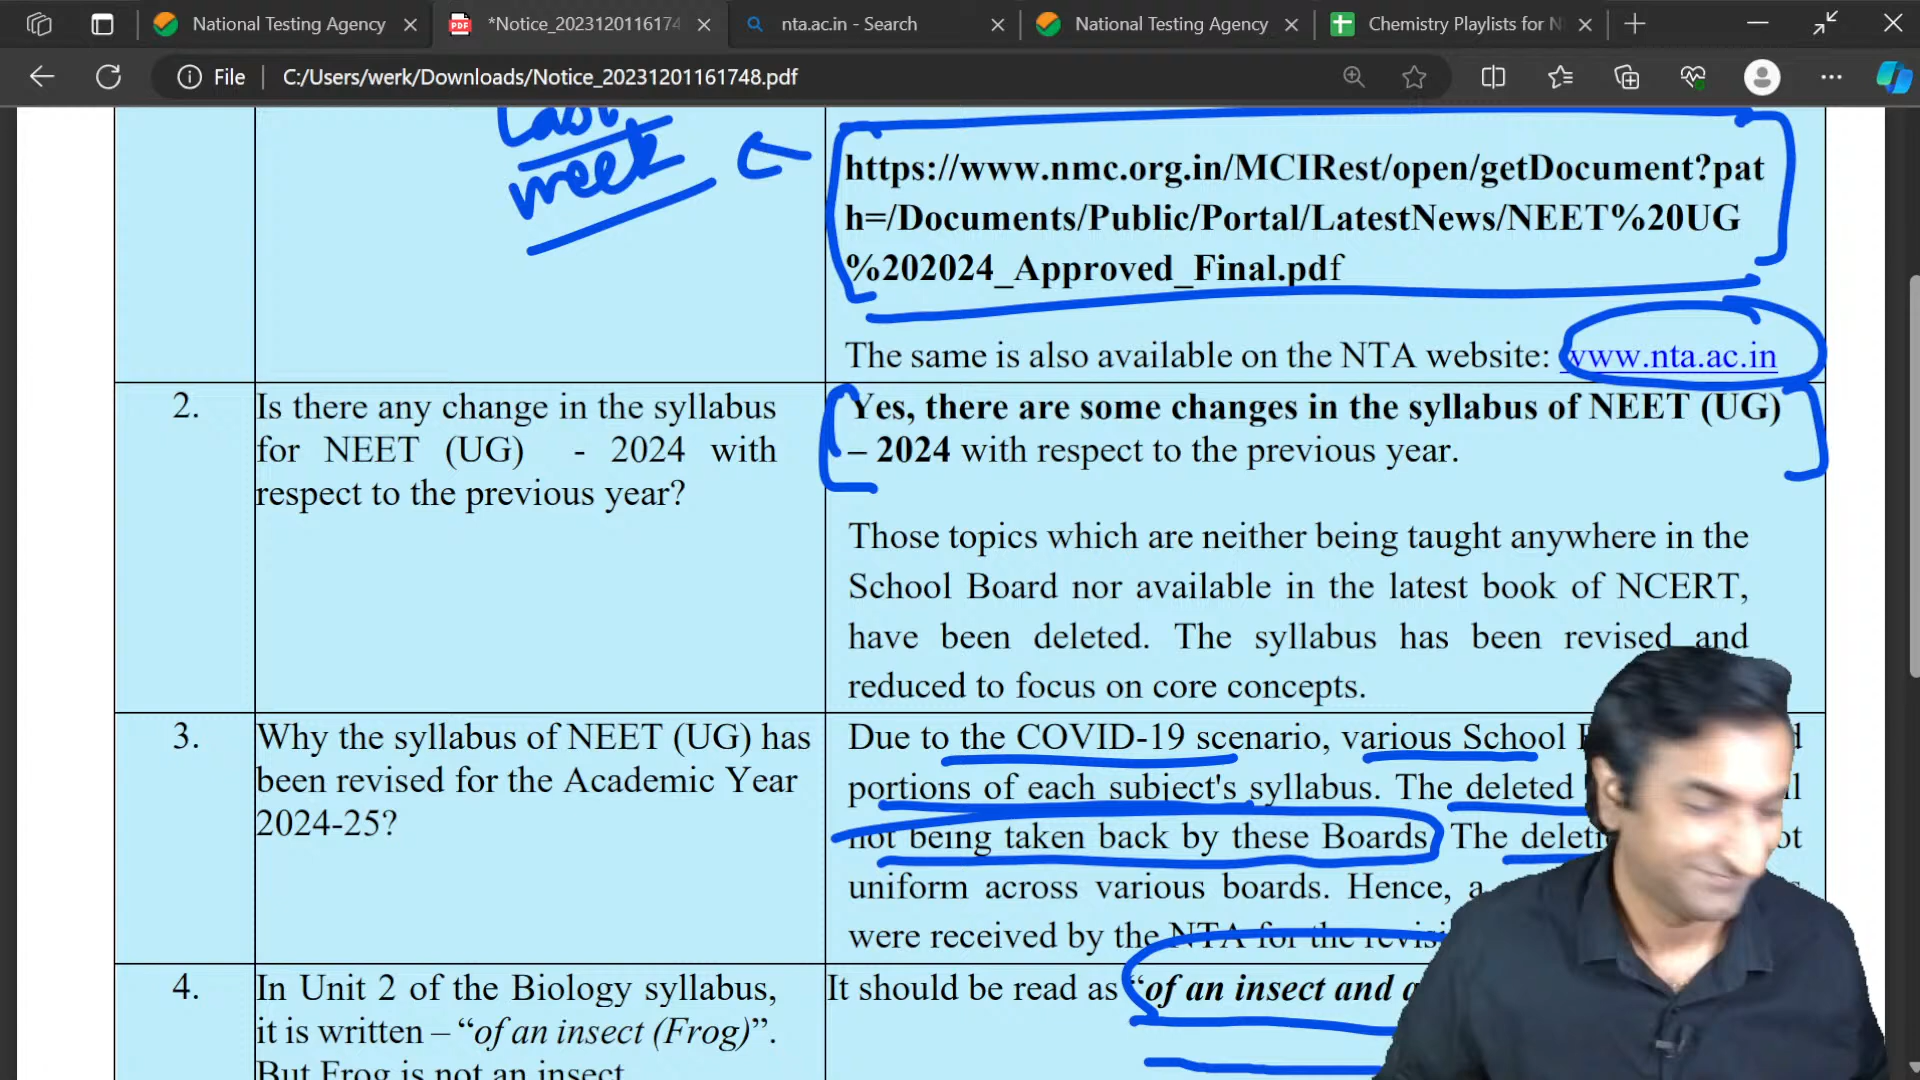 National Testing Agency
*Notice_20231201161174
nta.ac.in - Search
National Testing Agency
Chemistry Playlists for N
File
C:/Users/werk/Downloads/Notice_20231201161748.pdf
Last
week
https://www.nmc.org.in/MCIRest/open/getDocument?pat
h=/Documents/Public/Portal/LatestNews/NEET%20UG
%202024_Approved_Final.pdf
The same is also available on the NTA website: www.nta.ac.in
2.
Is there any change in the syllabus
for NEET (UG) - 2024 with
respect to the previous year?
Yes, there are some changes in the syllabus of NEET (UG)
– 2024 with respect to the previous year.
Those topics which are neither being taught anywhere in the
School Board nor available in the latest book of NCERT,
have been deleted. The syllabus has been revised and
reduced to focus on core concepts.
3.
Why the syllabus of NEET (UG) has
been revised for the Academic Year
2024-25?
Due to the COVID-19 scenario, various School
portions of each subject's syllabus. The deleted
not being taken back by these Boards. The
uniform across various boards. Hence, a
were received by the NTA for the
4.
In Unit 2 of the Biology syllabus,
it is written – “of an insect (Frog)”.
But Frog is not an insect.
It should be read as “of an insect and